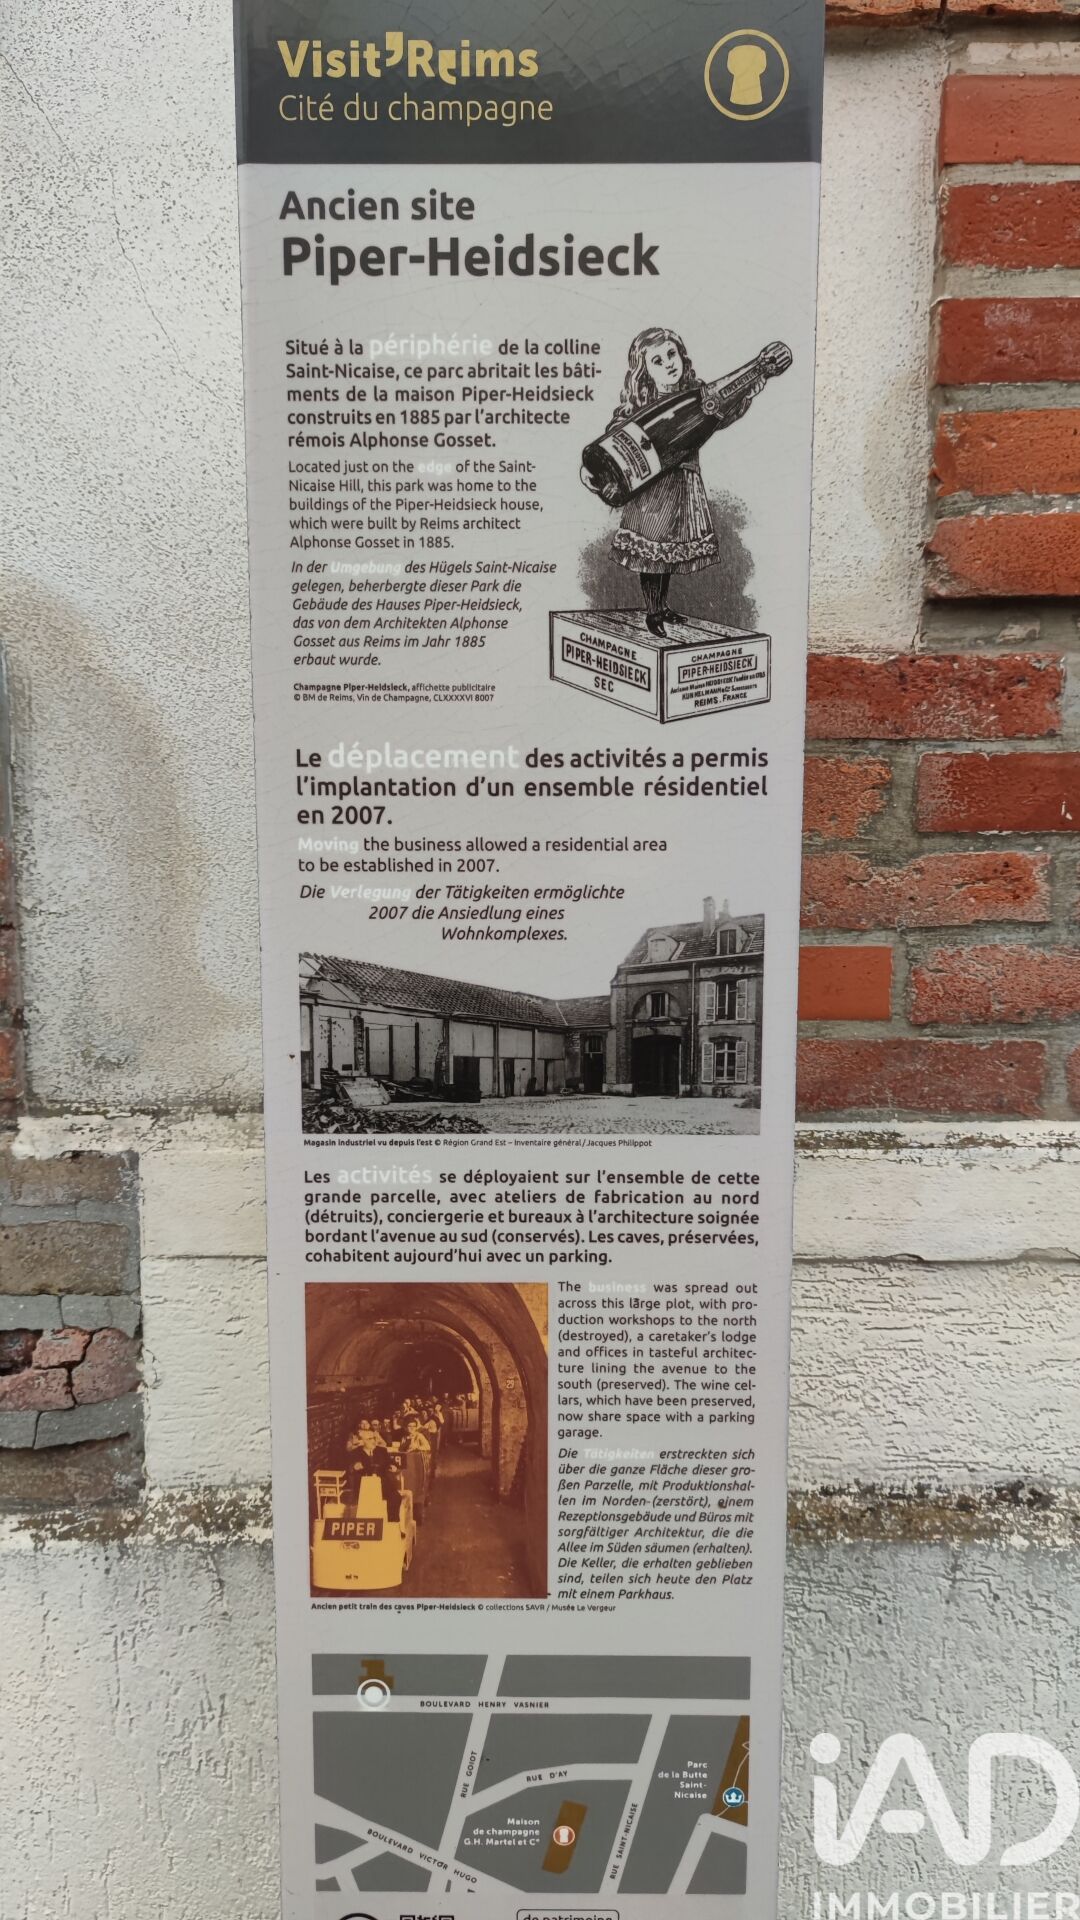 Visit'Reims
Cité du champagne
Ancien site
Piper-Heidsieck
Situé à la périphérie de la colline
Saint-Nicaise, ce parc abritait les bâti-
ments de la maison Piper-Heidsieck
construits en 1885 par l'architecte
rémois Alphonse Gosset.
Located just on the edge of the Saint-
Nicaise Hill, this park was home to the
buildings of the Piper-Heidsieck house,
which were built by Reims architect
Alphonse Gosset in 1885.
In der Umgebung des Hügels Saint-Nicaise
gelegen, beherbergte dieser Park die
Gebäude des Hauses Piper-Heidsieck,
das von dem Architekten Alphonse
Gosset aus Reims im Jahr 1885
erbaut wurde.
Champagne Piper-Heidsieck, affichette publicitaire
© BM de Reims, Vin de Champagne, CLXXXXVI 8007
CHAMPAGNE
PIPER-HEIDSIECK
SEC
CHAMPAGNE
PIPER-HEIDSIECK
REIMS. FRANCE
Le déplacement des activités a permis
l'implantation d'un ensemble résidentiel
en 2007.
Moving the business allowed a residential area
to be established in 2007.
Die Verlegung der Tätigkeiten ermöglichte
2007 die Ansiedlung eines
Wohnkomplexes.
Magasin industriel vu depuis l'est © Région Grand Est – Inventaire général / Jacques Philippot
Les activités se déployaient sur l'ensemble de cette
grande parcelle, avec ateliers de fabrication au nord
(détruits), conciergerie et bureaux à l'architecture soignée
bordant l'avenue au sud (conservés). Les caves, préservées,
cohabitent aujourd'hui avec un parking.
The business was spread out
across this large plot, with pro-
duction workshops to the north
(destroyed), a caretaker's lodge
and offices in tasteful architec-
ture lining the avenue to the
south (preserved). The wine cel-
lars, which have been preserved,
now share space with a parking
garage.
Die Tätigkeiten erstreckten sich
über die ganze Fläche dieser gro-
ßen Parzelle, mit Produktionshal-
len im Norden (zerstört), einem
Rezeptionsgebäude und Büros mit
sorgfältiger Architektur, die die
Allee im Süden säumen (erhalten).
Die Keller, die erhalten geblieben
sind, teilen sich heute den Platz
mit einem Parkhaus.
29
PIPER
Ancien petit train des caves Piper-Heidsieck © collections SAVR / Musée Le Vergeur
BOULEVARD HENRY VASNIER
RUE GOIOT
RUE D'AY
Parc
de la Butte
Saint-
Nicaise
Maison
de champagne
G.H. Martel et Cº
RUE SAINT-NICAISE
BOULEVARD VICTOR HUGO
de patrimoine
iAD
IMMOBILIER